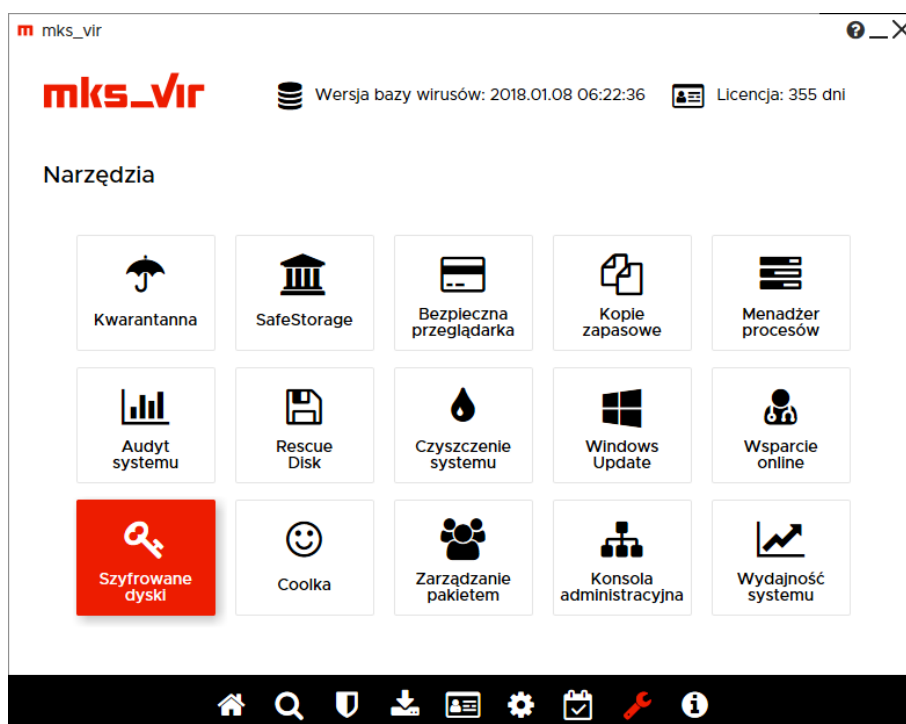 m mks_vir
mks_vir
Wersja bazy wirusów: 2018.01.08 06:22:36
Licencja: 355 dni
Narzędzia
Kwarantanna
SafeStorage
Bezpieczna
przeglądarka
Kopie
zapasowe
Menadżer
procesów
Audyt
systemu
Rescue
Disk
Czyszczenie
systemu
Windows
Update
Wsparcie
online
Szyfrowane
dyski
Coolka
Zarządzanie
pakietem
Konsola
administracyjna
Wydajność
systemu